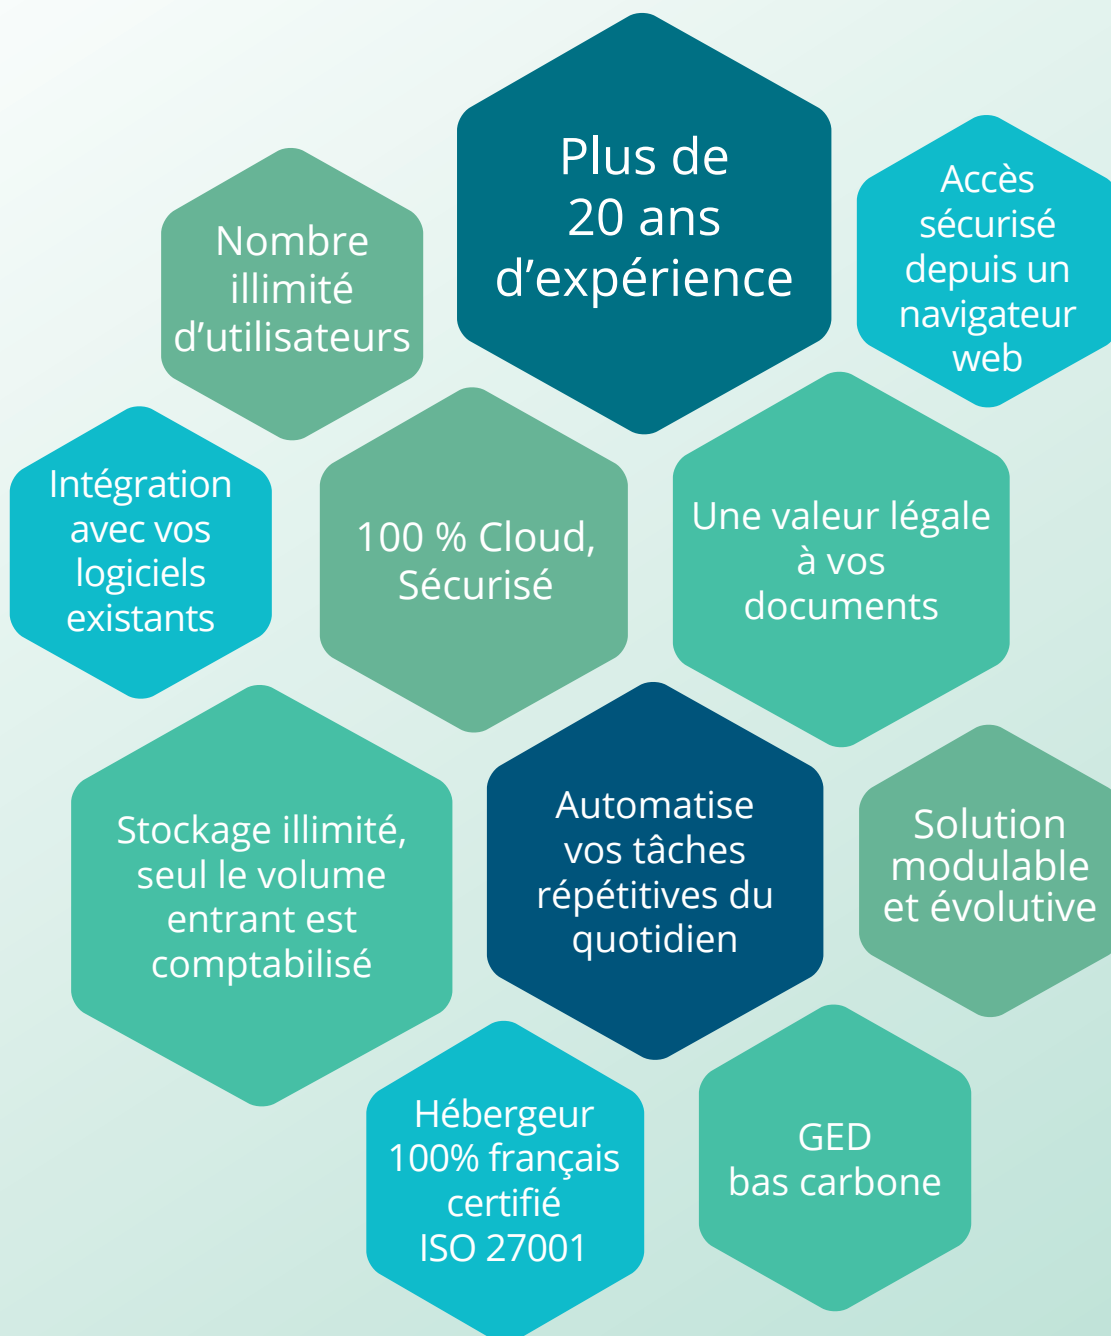 Plus de
20 ans
d’expérience
Nombre
illimité
d’utilisateurs
Accès
sécurisé
depuis un
navigateur
web
Intégration
avec vos
logiciels
existants
100 % Cloud,
Sécurisé
Une valeur légale
à vos
documents
Stockage illimité,
seul le volume
entrant est
comptabilisé
Automatise
vos tâches
répétitives du
quotidien
Solution
modulable
et évolutive
Hébergeur
100% français
certifié
ISO 27001
GED
bas carbone